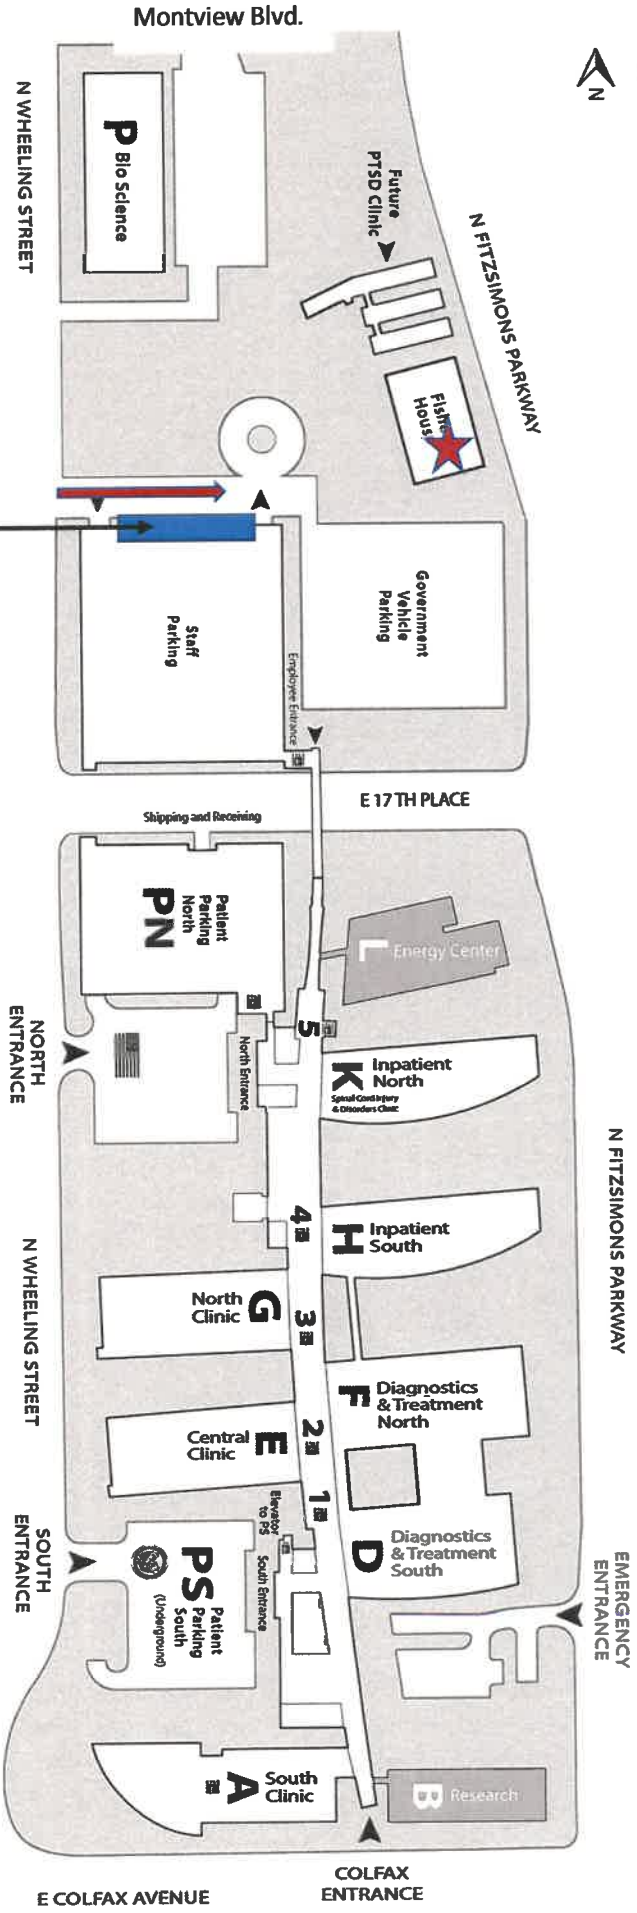 Montview Blvd.
N
N WHEELING STREET
P Bio Science
Future
PTSD Clinic
N FITZSIMONS PARKWAY
Fishe
Hous
Government
Vehicle
Parking
Staff
Parking
Employee Entrance
E 17TH PLACE
Shipping and Receiving
Patient
Parking
North
PN
L Energy Center
5
NORTH
ENTRANCE
North Entrance
K
Inpatient
North
Spinal Cord Injury
& Disorders Clinic
N FITZSIMONS PARKWAY
4
H
Inpatient
South
N WHEELING STREET
North
Clinic
G
3
F
Diagnostics
& Treatment
North
Central
Clinic
E
2
1
Elevator
to PS
D
Diagnostics
& Treatment
South
SOUTH
ENTRANCE
PS
Patient
Parking
South
(Underground)
South Entrance
EMERGENCY
ENTRANCE
A
South
Clinic
B Research
COLFAX
ENTRANCE
E COLFAX AVENUE